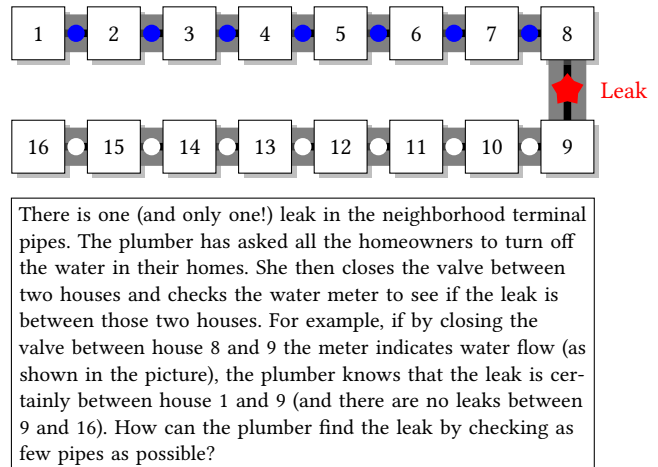 1 2 3 4 5 6 7 8
Leak
16 15 14 13 12 11 10 9
There is one (and only one!) leak in the neighborhood terminal
pipes. The plumber has asked all the homeowners to turn off
the water in their homes. She then closes the valve between
two houses and checks the water meter to see if the leak is
between those two houses. For example, if by closing the
valve between house 8 and 9 the meter indicates water flow (as
shown in the picture), the plumber knows that the leak is cer-
tainly between house 1 and 9 (and there are no leaks between
9 and 16). How can the plumber find the leak by checking as
few pipes as possible?